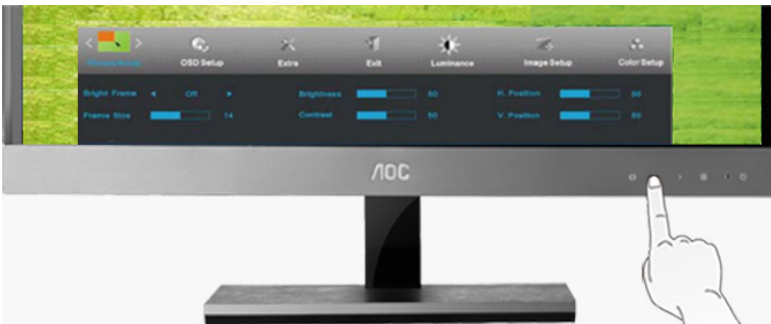 Picture Boost
OSD Setup
Extra
Exit
Luminance
Image Setup
Color Setup
Bright Frame Off Brightness 50 H. Position 50
Frame Size 14 Contrast 50 V. Position 50
AOC